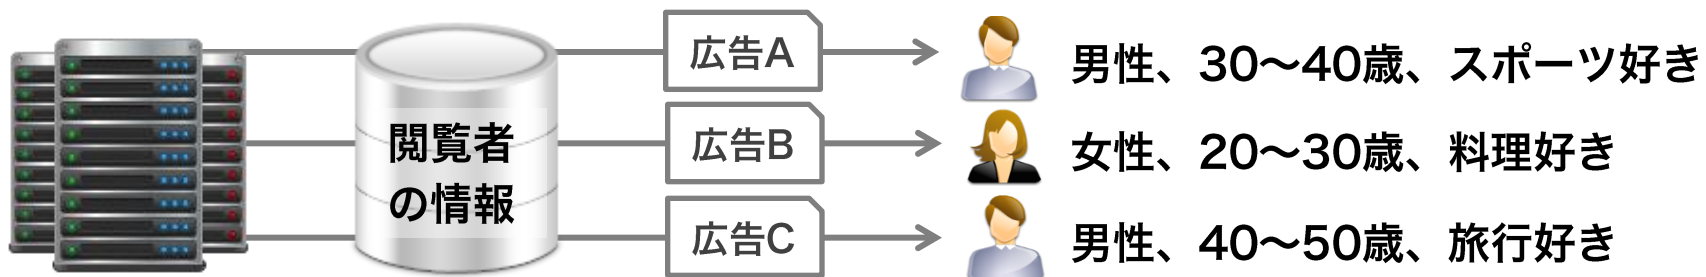 広告A
男性、30〜40歳、スポーツ好き
閲覧者
の情報
広告B
女性、20〜30歳、料理好き
広告C
男性、40〜50歳、旅行好き